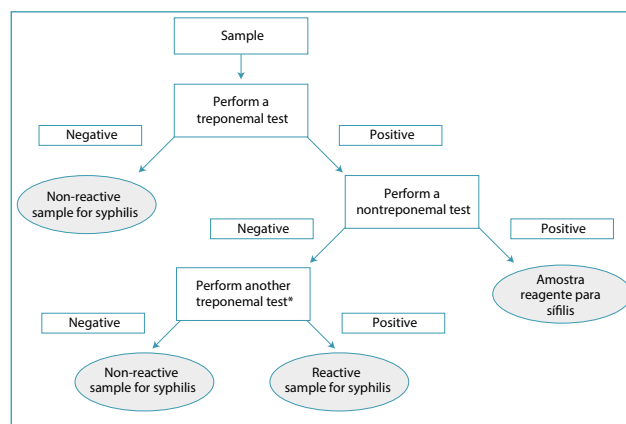 Sample
Perform a
treponemal test
Negative
Positive
Non-reactive
sample for syphilis
Perform a
nontreponemal test
Negative
Positive
Perform another
treponemal test*
Amostra
reagente para
sífilis
Negative
Positive
Non-reactive
sample for syphilis
Reactive
sample for syphilis